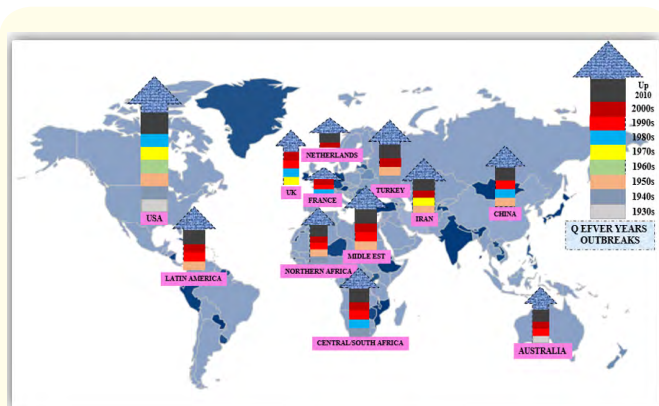 Up
2010
2000s
1990s
1980s
1970s
1960s
1950s
1940s
1930s
Q EFVER YEARS
OUTBREAKS
NETHERLANDS
UK
FRANCE
TURKEY
IRAN
CHINA
USA
LATIN AMERICA
NORTHERN AFRICA
MIDLE EST
CENTRAL/SOUTH AFRICA
AUSTRALIA